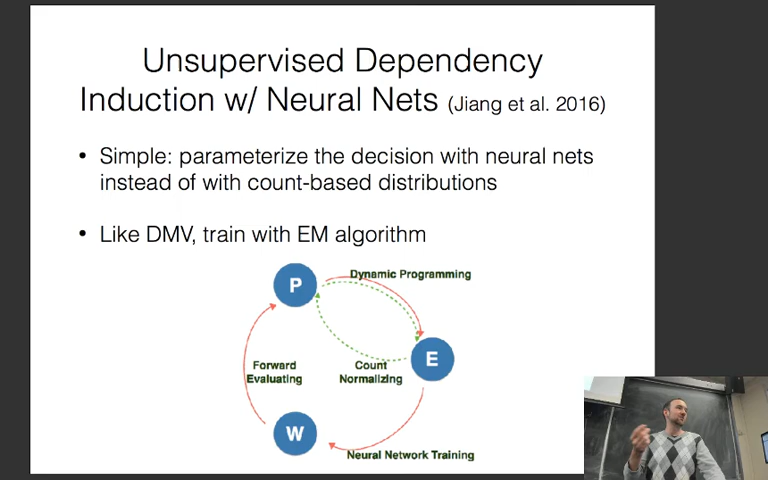 Unsupervised Dependency
Induction w/ Neural Nets (Jiang et al. 2016)
• Simple: parameterize the decision with neural nets
instead of with count-based distributions
• Like DMV, train with EM algorithm
P
Dynamic Programming
E
Forward
Evaluating
Count
Normalizing
W
Neural Network Training